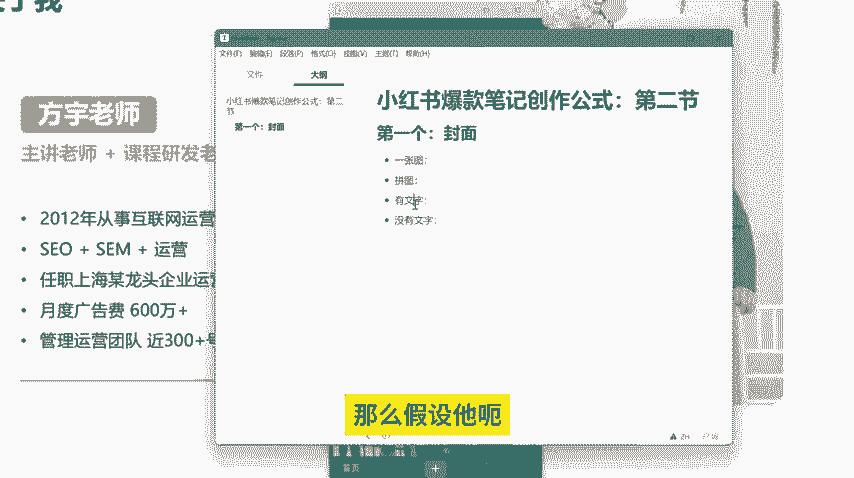 方宇老师
主讲老师 + 课程研发老
2012年从事互联网运营
SEO + SEM + 运营
任职上海某龙头企业运营
月度广告费 600万+
管理运营团队 近300+号
文件(F) 编辑(E) 段落(P) 格式(O) 视图(V) 主题(T) 帮助(H)
文件 大纲
小红书爆款笔记创作公式：第二节
第一个：封面
小红书爆款笔记创作公式：第二节
第一个：封面
一张图：
拼图：
有文字：
没有文字：
那么假设他呃
首页